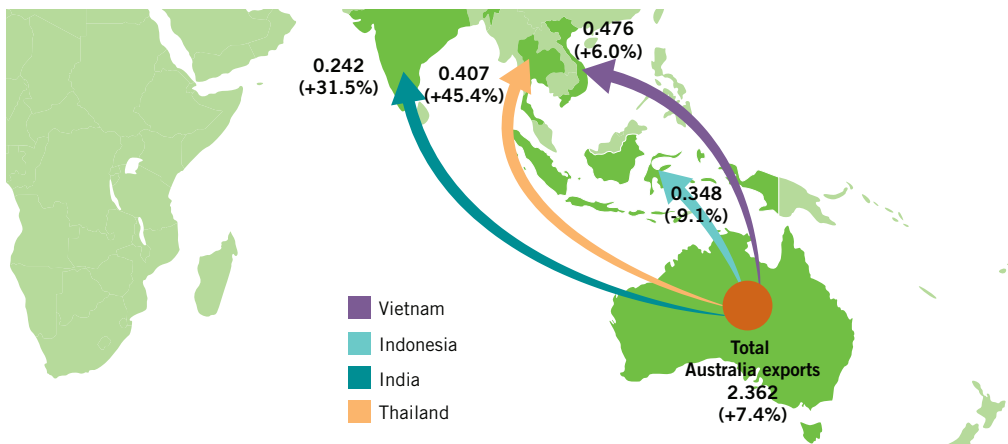 0.476
(+6.0%)
0.242
(+31.5%)
0.407
(+45.4%)
0.348
(-9.1%)
Vietnam
Indonesia
India
Thailand
Total
Australia exports
2.362
(+7.4%)